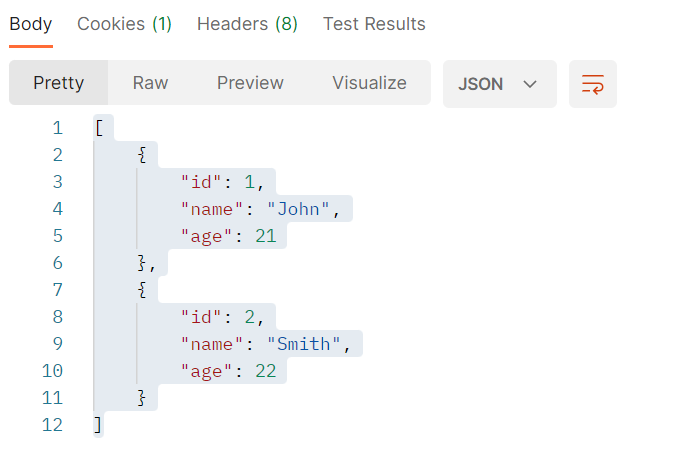 Body Cookies (1) Headers (8) Test Results
Pretty Raw Preview Visualize JSON
1 [
2 {
3 "id": 1,
4 "name": "John",
5 "age": 21
6 },
7 {
8 "id": 2,
9 "name": "Smith",
10 "age": 22
11 }
12 ]